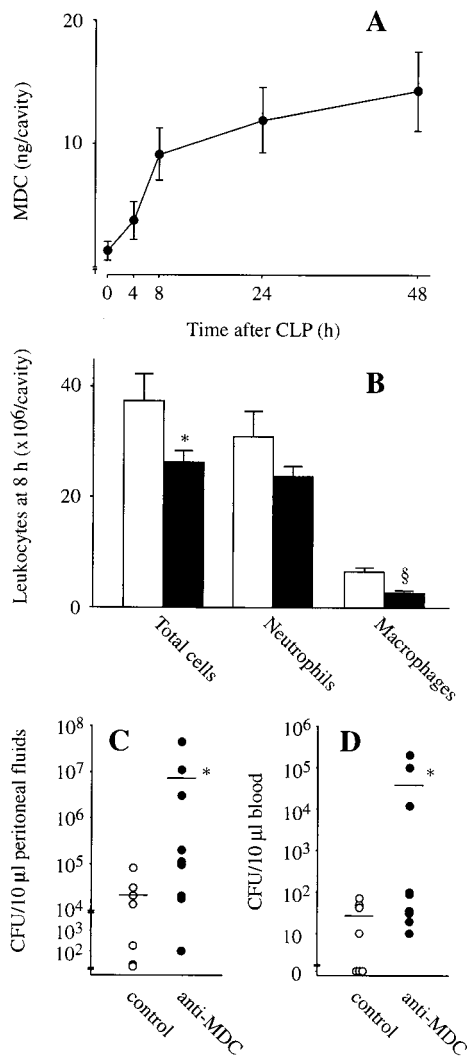 A
20
10
MDC (ng/cavity)
0 4 8 24 48
Time after CLP (h)
B
40
20
0
Leukocytes at 8 h (x10⁶/cavity)
*
§
Total cells
Neutrophils
Macrophages
C
10⁸
10⁷
10⁶
10⁵
10⁴
10³
10²
CFU/10 µl peritoneal fluids
*
control
anti-MDC
D
10⁶
10⁵
10⁴
10³
10²
10
0
CFU/10 µl blood
*
control
anti-MDC